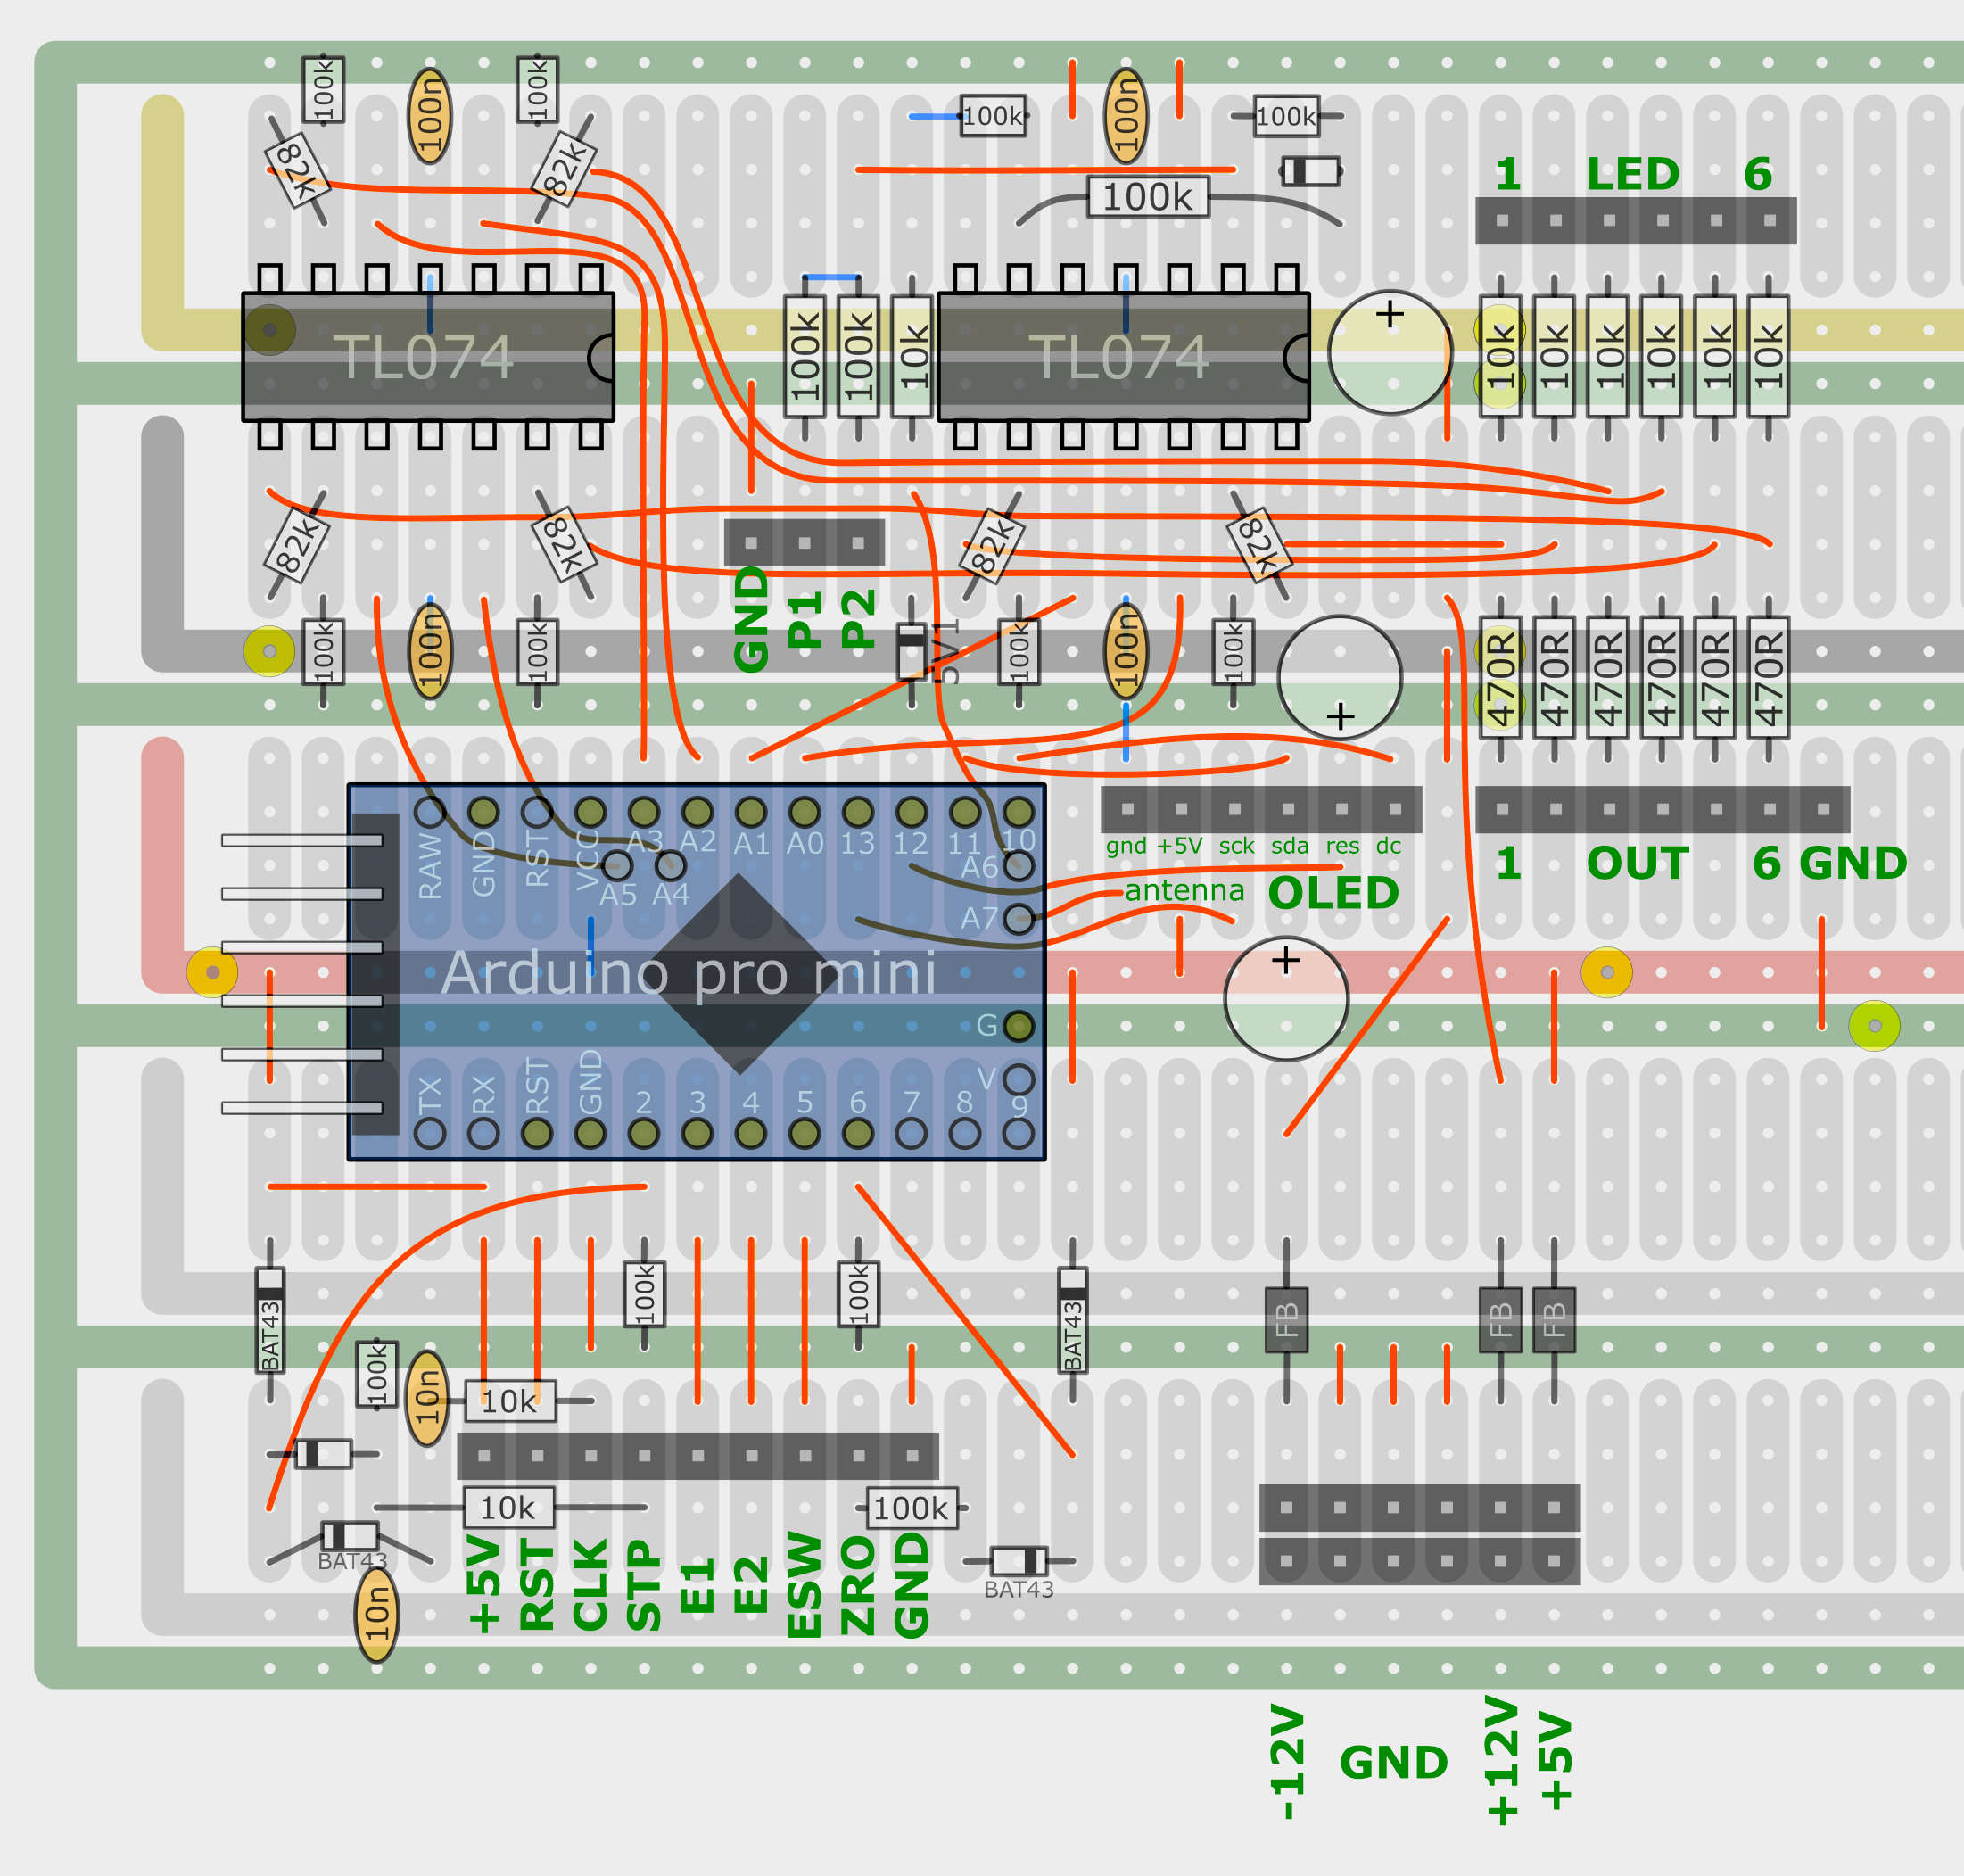 100k
100n
100k
100k
100n
100k
82k
82k
100k
1 LED 6
TL074
100k
100k
10k
TL074
10k
10k
10k
10k
10k
10k
82k
82k
82k
82k
GND
P1
P2
100k
100n
100k
5V1
100k
100n
100k
470R
470R
470R
470R
470R
470R
RAW
GND
RST
VCC
A3
A2
A1
A0
13
12
11
10
A5
A4
A6
A7
gnd +5V sck sda res dc
antenna
OLED
1 OUT 6 GND
Arduino pro mini
G
V
TX
RX
RST
GND
2
3
4
5
6
7
8
9
BAT43
100k
100k
BAT43
FB
FB
FB
100k
10n
10k
10k
100k
BAT43
10n
BAT43
+5V
RST
CLK
STP
E1
E2
ESW
ZRO
GND
-12V
GND
+12V
+5V